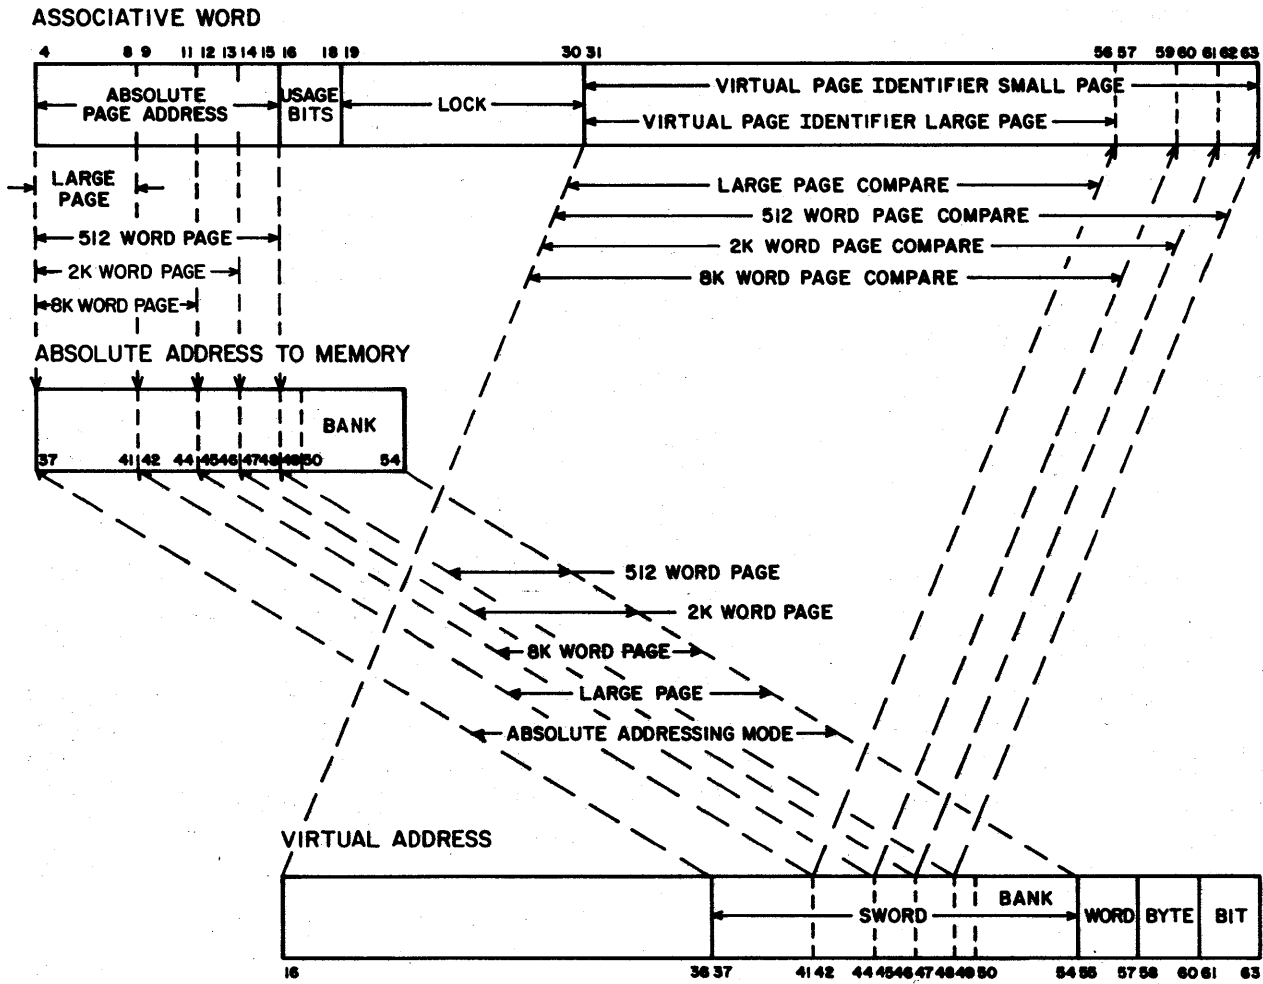 ASSOCIATIVE WORD
4 8 9 11 12 13 14 15 16 18 19 30 31 56 57 59 60 61 62 63
ABSOLUTE PAGE ADDRESS
USAGE BITS
LOCK
VIRTUAL PAGE IDENTIFIER SMALL PAGE
VIRTUAL PAGE IDENTIFIER LARGE PAGE
LARGE PAGE
512 WORD PAGE
2K WORD PAGE
8K WORD PAGE
LARGE PAGE COMPARE
512 WORD PAGE COMPARE
2K WORD PAGE COMPARE
8K WORD PAGE COMPARE
ABSOLUTE ADDRESS TO MEMORY
BANK
37 41 42 44 45 46 47 48 49 50 54
512 WORD PAGE
2K WORD PAGE
8K WORD PAGE
LARGE PAGE
ABSOLUTE ADDRESSING MODE
VIRTUAL ADDRESS
BANK
SWORD
WORD
BYTE
BIT
16 36 37 41 42 44 45 46 47 48 49 50 54 55 57 58 60 61 63